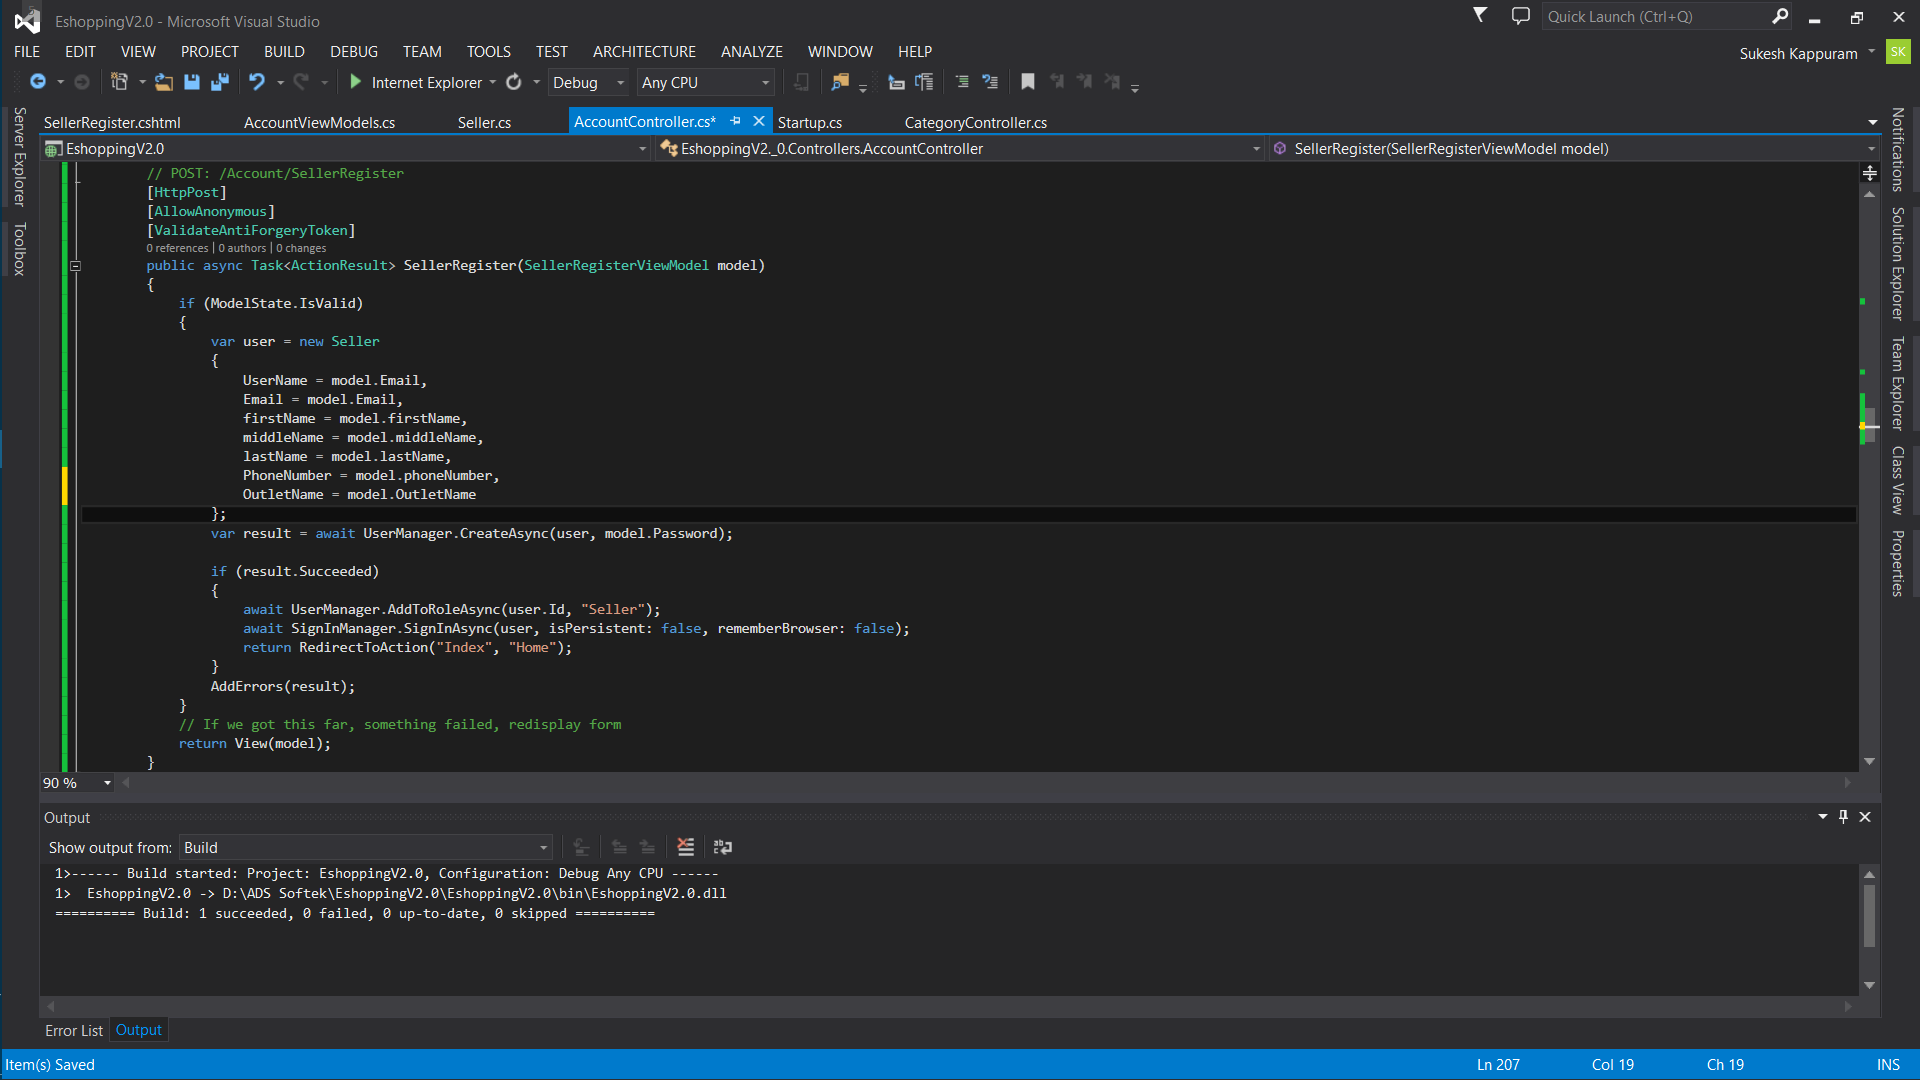 EshoppingV2.0 - Microsoft Visual Studio
Quick Launch (Ctrl+Q)
FILE EDIT VIEW PROJECT BUILD DEBUG TEAM TOOLS TEST ARCHITECTURE ANALYZE WINDOW HELP
Sukesh Kappuram SK
Internet Explorer Debug Any CPU
Server Explorer
Toolbox
SellerRegister.cshtml AccountViewModels.cs Seller.cs AccountController.cs* Startup.cs CategoryController.cs
EshoppingV2.0 EshoppingV2._0.Controllers.AccountController SellerRegister(SellerRegisterViewModel model)
// POST: /Account/SellerRegister
[HttpPost]
[AllowAnonymous]
[ValidateAntiForgeryToken]
0 references | 0 authors | 0 changes
public async Task<ActionResult> SellerRegister(SellerRegisterViewModel model)
{
if (ModelState.IsValid)
{
var user = new Seller
{
UserName = model.Email,
Email = model.Email,
firstName = model.firstName,
middleName = model.middleName,
lastName = model.lastName,
PhoneNumber = model.phoneNumber,
OutletName = model.OutletName
};
var result = await UserManager.CreateAsync(user, model.Password);
if (result.Succeeded)
{
await UserManager.AddToRoleAsync(user.Id, "Seller");
await SignInManager.SignInAsync(user, isPersistent: false, rememberBrowser: false);
return RedirectToAction("Index", "Home");
}
AddErrors(result);
}
// If we got this far, something failed, redisplay form
return View(model);
}
90 %
Notifications
Solution Explorer
Team Explorer
Class View
Properties
Output
Show output from: Build
1>------ Build started: Project: EshoppingV2.0, Configuration: Debug Any CPU ------
1> EshoppingV2.0 -> D:\ADS Softek\EshoppingV2.0\EshoppingV2.0\bin\EshoppingV2.0.dll
========== Build: 1 succeeded, 0 failed, 0 up-to-date, 0 skipped ==========
Error List Output
Item(s) Saved Ln 207 Col 19 Ch 19 INS